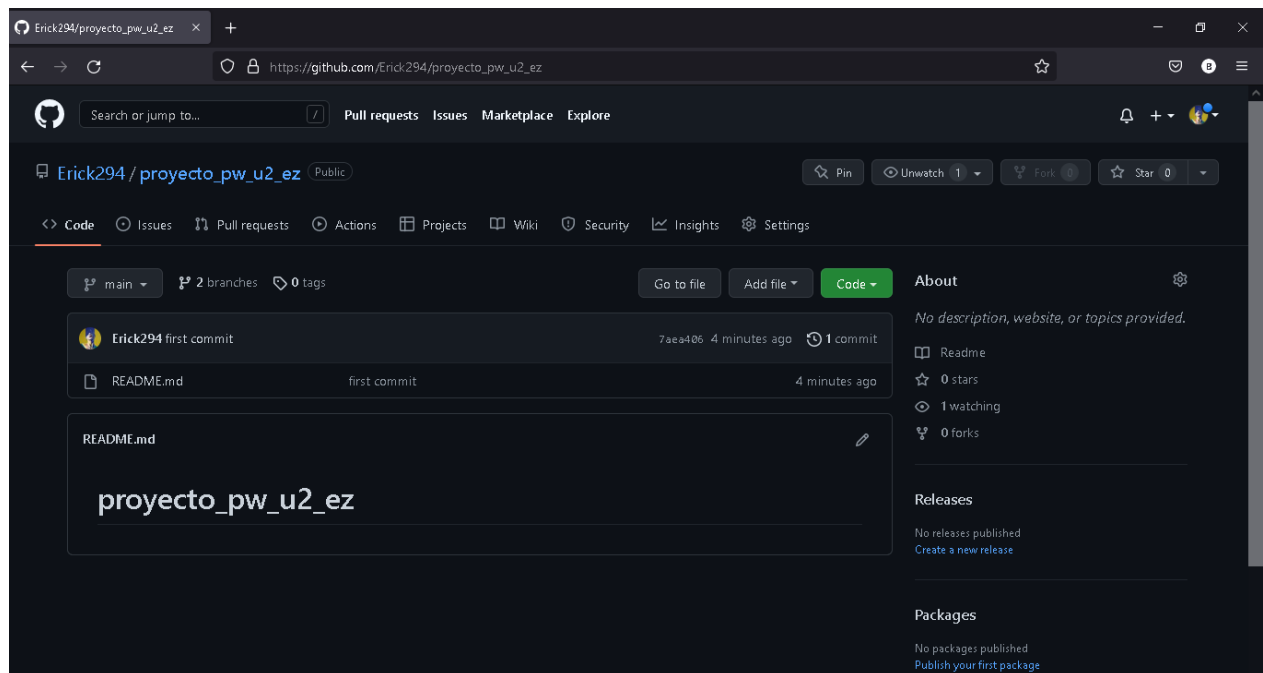 Erick294/proyecto_pw_u2_ez
https://github.com/Erick294/proyecto_pw_u2_ez
B
Search or jump to... / Pull requests Issues Marketplace Explore
Erick294 / proyecto_pw_u2_ez Public Pin Unwatch 1 Fork 0 Star 0
Code Issues Pull requests Actions Projects Wiki Security Insights Settings
main 2 branches 0 tags Go to file Add file Code
Erick294 first commit 7aea406 4 minutes ago 1 commit
README.md first commit 4 minutes ago
README.md
proyecto_pw_u2_ez
About
No description, website, or topics provided.
Readme
0 stars
1 watching
0 forks
Releases
No releases published
Create a new release
Packages
No packages published
Publish your first package